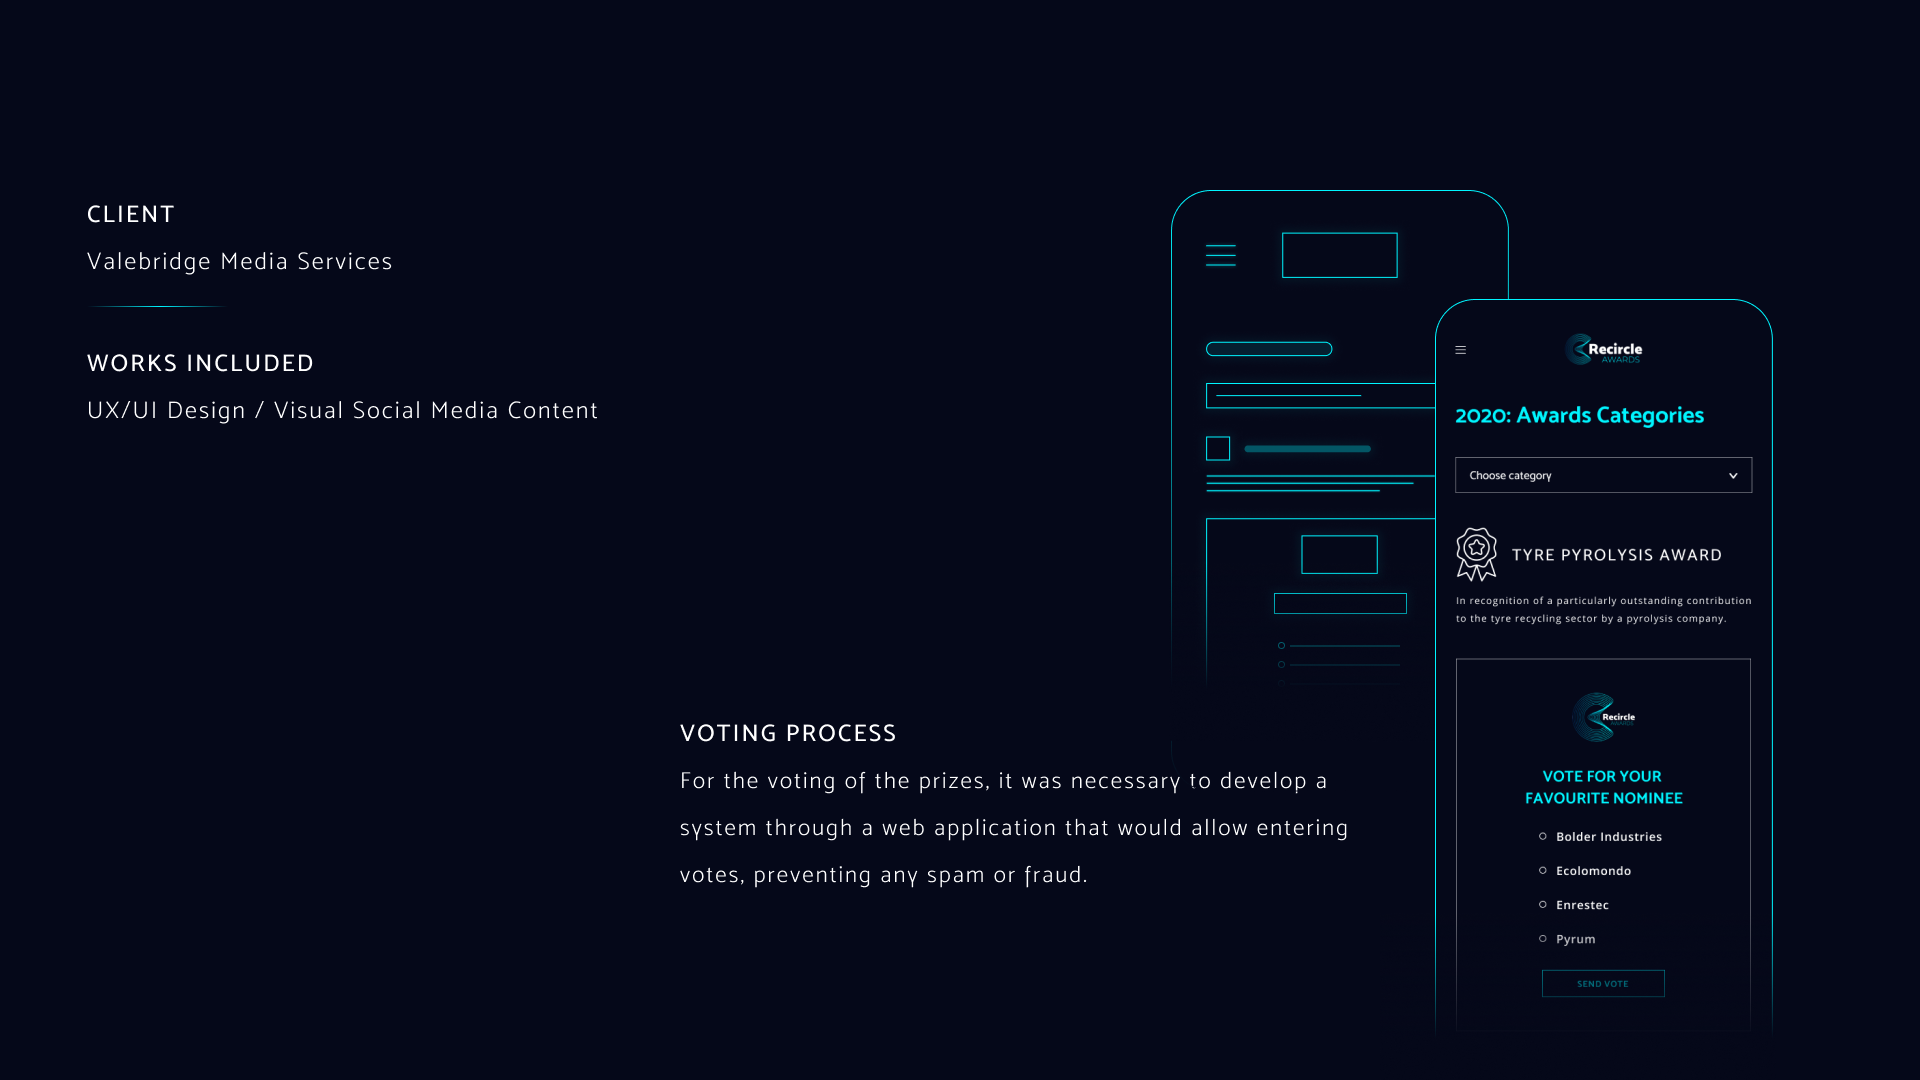 CLIENT
Valebridge Media Services
WORKS INCLUDED
UX/UI Design / Visual Social Media Content
VOTING PROCESS
For the voting of the prizes, it was necessary to develop a
system through a web application that would allow entering
votes, preventing any spam or fraud.
Recircle
AWARDS
2020: Awards Categories
Choose category
TYRE PYROLYSIS AWARD
In recognition of a particularly outstanding contribution
to the tyre recycling sector by a pyrolysis company.
Recircle
AWARDS
VOTE FOR YOUR
FAVOURITE NOMINEE
Bolder Industries
Ecolomondo
Enrestec
Pyrum
SEND VOTE